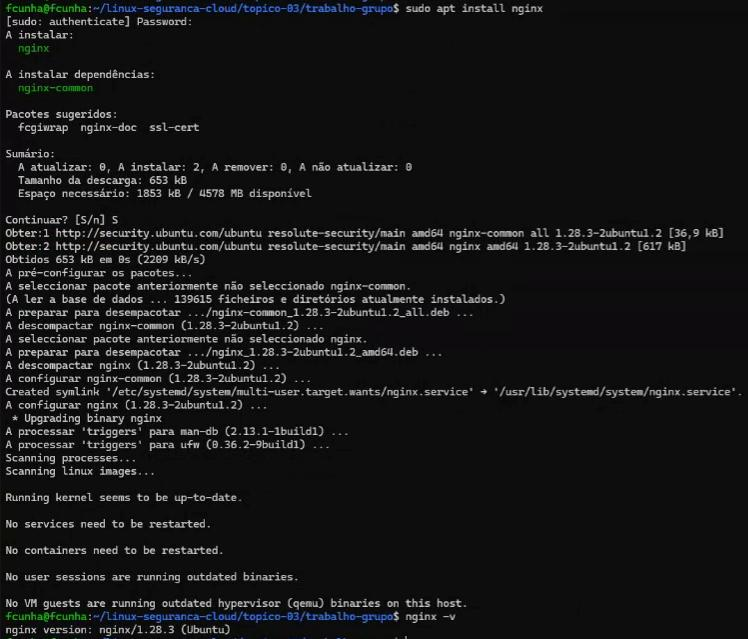 fcunha@fcunha:~/linux-seguranca-cloud/topico-03/trabalho-grupo$ sudo apt install nginx
[sudo: authenticate] Password:
A instalar:
  nginx

A instalar dependências:
  nginx-common

Pacotes sugeridos:
  fcgiwrap  nginx-doc  ssl-cert

Sumário:
  A atualizar: 0, A instalar: 2, A remover: 0, A não atualizar: 0
  Tamanho da descarga: 653 kB
  Espaço necessário: 1853 kB / 4578 MB disponível

Continuar? [S/n] S
Obter:1 http://security.ubuntu.com/ubuntu resolute-security/main amd64 nginx-common all 1.28.3-2ubuntu1.2 [36,9 kB]
Obter:2 http://security.ubuntu.com/ubuntu resolute-security/main amd64 nginx amd64 1.28.3-2ubuntu1.2 [617 kB]
Obtidos 653 kB em 0s (2209 kB/s)
A pré-configurar os pacotes...
A seleccionar pacote anteriormente não seleccionado nginx-common.
(A ler a base de dados ... 139615 ficheiros e diretórios atualmente instalados.)
A preparar para desempacotar .../nginx-common_1.28.3-2ubuntu1.2_all.deb ...
A descompactar nginx-common (1.28.3-2ubuntu1.2) ...
A seleccionar pacote anteriormente não seleccionado nginx.
A preparar para desempacotar .../nginx_1.28.3-2ubuntu1.2_amd64.deb ...
A descompactar nginx (1.28.3-2ubuntu1.2) ...
A configurar nginx-common (1.28.3-2ubuntu1.2) ...
Created symlink '/etc/systemd/system/multi-user.target.wants/nginx.service' → '/usr/lib/systemd/system/nginx.service'.
A configurar nginx (1.28.3-2ubuntu1.2) ...
 * Upgrading binary nginx
A processar 'triggers' para man-db (2.13.1-1build1) ...
A processar 'triggers' para ufw (0.36.2-9build1) ...
Scanning processes...
Scanning linux images...

Running kernel seems to be up-to-date.

No services need to be restarted.

No containers need to be restarted.

No user sessions are running outdated binaries.

No VM guests are running outdated hypervisor (qemu) binaries on this host.
fcunha@fcunha:~/linux-seguranca-cloud/topico-03/trabalho-grupo$ nginx -v
nginx version: nginx/1.28.3 (Ubuntu)